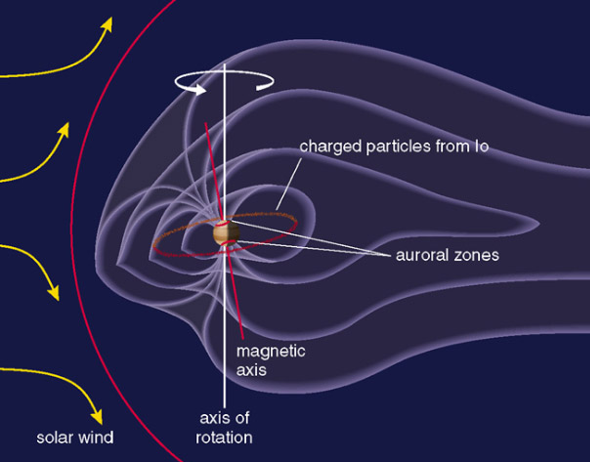 charged particles from Io
auroral zones
magnetic
axis
axis of
rotation
solar wind